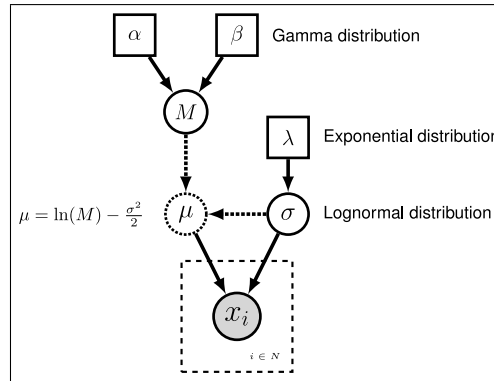 α β Gamma distribution
M
λ Exponential distribution
μ = ln(M) − σ²/2 μ σ Lognormal distribution
xᵢ
i ∈ N